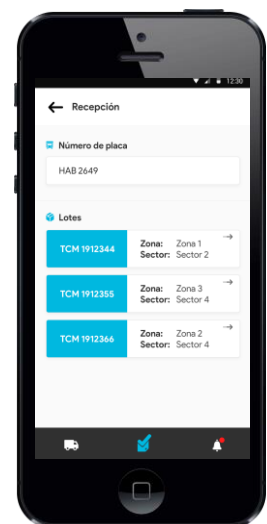 12:30
Recepción
Número de placa
HAB 2649
Lotes
TCM 1912344
Zona: Zona 1
Sector: Sector 2
TCM 1912355
Zona: Zona 3
Sector: Sector 4
TCM 1912366
Zona: Zona 2
Sector: Sector 4